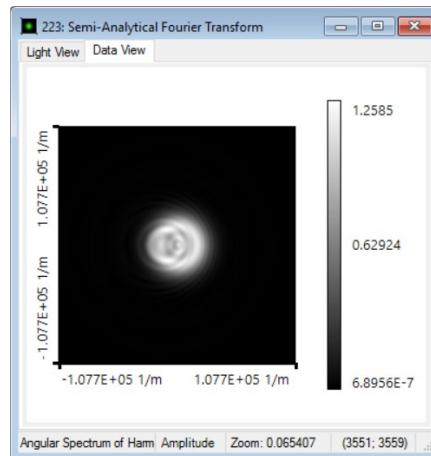 223: Semi-Analytical Fourier Transform
Light View Data View
1.2585
1.077E+05 1/m
0.62924
-1.077E+05 1/m
6.8956E-7
-1.077E+05 1/m 1.077E+05 1/m
Angular Spectrum of Harm Amplitude Zoom: 0.065407 (3551; 3559)